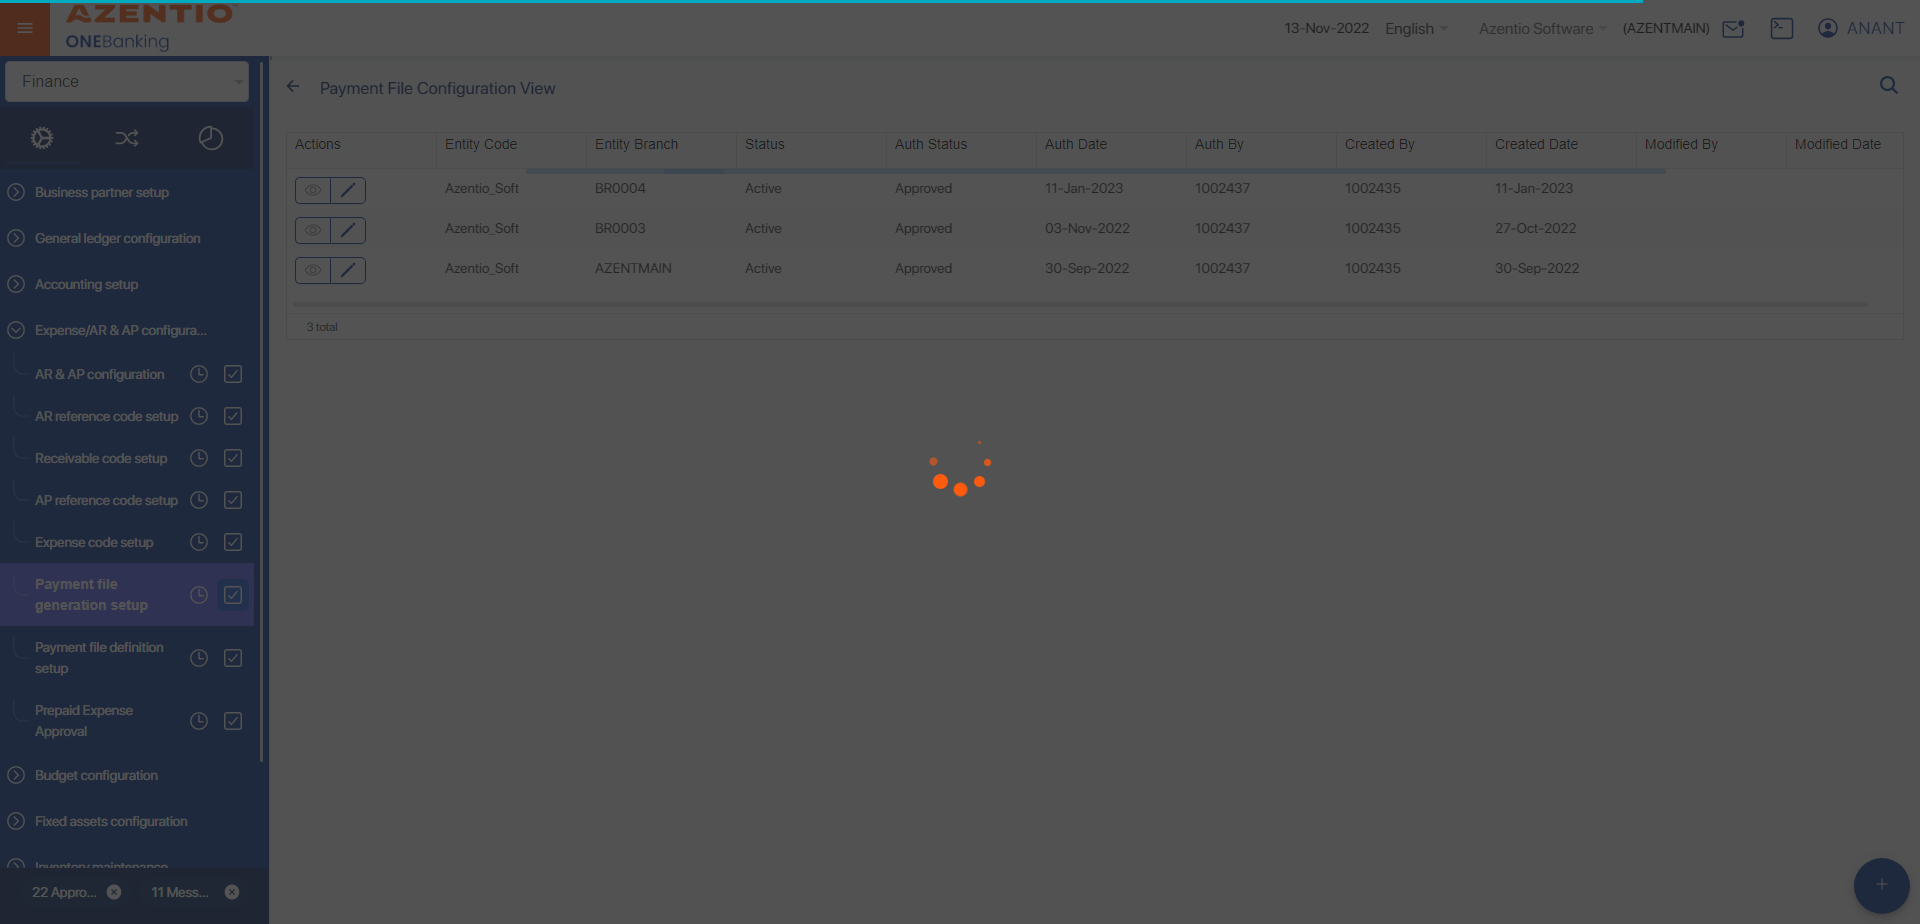 AZENTIO
ONEBanking
13-Nov-2022 English Azentio Software (AZENTMAIN) ANANT
Finance
Business partner setup
General ledger configuration
Accounting setup
Expense/AR & AP configura...
AR & AP configuration
AR reference code setup
Receivable code setup
AP reference code setup
Expense code setup
Payment file
generation setup
Payment file definition
setup
Prepaid Expense
Approval
Budget configuration
Fixed assets configuration
Inventory maintenance
22 Appro... 11 Mess...
Payment File Configuration View
Actions Entity Code Entity Branch Status Auth Status Auth Date Auth By Created By Created Date Modified By Modified Date
Azentio_Soft BR0004 Active Approved 11-Jan-2023 1002437 1002435 11-Jan-2023
Azentio_Soft BR0003 Active Approved 03-Nov-2022 1002437 1002435 27-Oct-2022
Azentio_Soft AZENTMAIN Active Approved 30-Sep-2022 1002437 1002435 30-Sep-2022
3 total